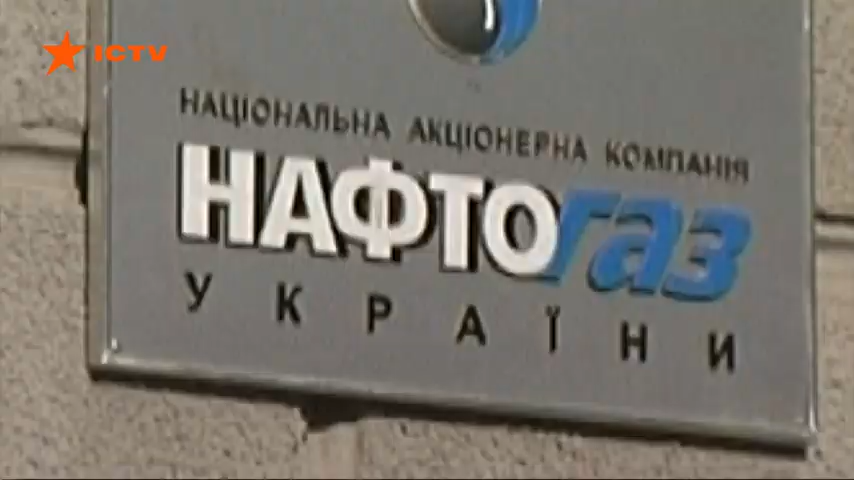 ICTV
НАЦІОНАЛЬНА АКЦІОНЕРНА КОМПАНІЯ
НАФТОгаз
УКРАЇНИ